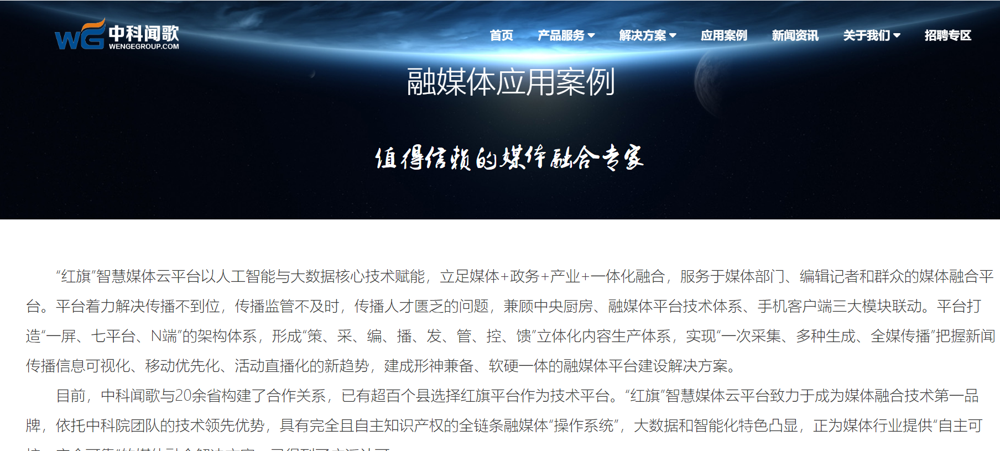 WG 中科闻歌
WENGEGROUP.COM
首页 产品服务 解决方案 应用案例 新闻资讯 关于我们 招聘专区
融媒体应用案例
值得信赖的媒体融合专家
“红旗”智慧媒体云平台以人工智能与大数据核心技术赋能，立足媒体+政务+产业+一体化融合，服务于媒体部门、编辑记者和群众的媒体融合平
台。平台着力解决传播不到位，传播监管不及时，传播人才匮乏的问题，兼顾中央厨房、融媒体平台技术体系、手机客户端三大模块联动。平台打
造“一屏、七平台、N端”的架构体系，形成“策、采、编、播、发、管、控、馈”立体化内容生产体系，实现“一次采集、多种生成、全媒传播”把握新闻
传播信息可视化、移动优先化、活动直播化的新趋势，建成形神兼备、软硬一体的融媒体平台建设解决方案。
目前，中科闻歌与20余省构建了合作关系，已有超百个县选择红旗平台作为技术平台。“红旗”智慧媒体云平台致力于成为媒体融合技术第一品
牌，依托中科院团队的技术领先优势，具有完全且自主知识产权的全链条融媒体“操作系统”，大数据和智能化特色凸显，正为媒体行业提供“自主可